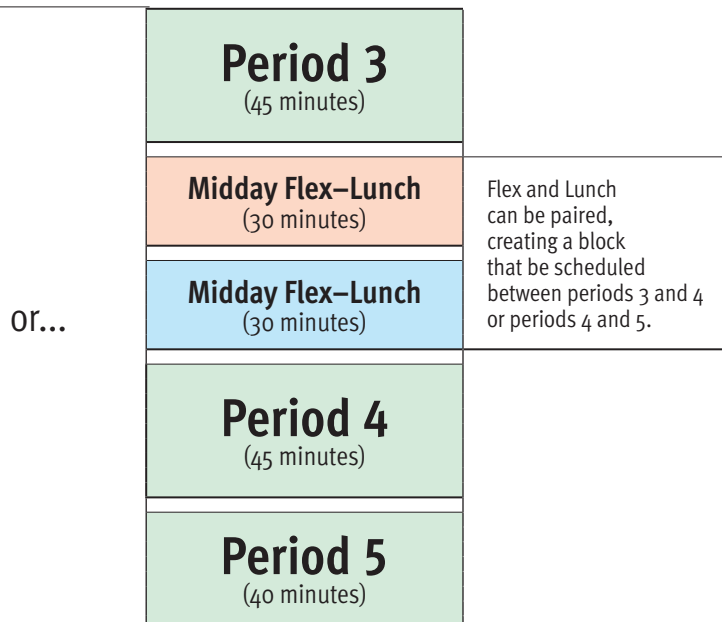 Period 3
(45 minutes)
Midday Flex–Lunch
(30 minutes)
Flex and Lunch
can be paired,
creating a block
that be scheduled
between periods 3 and 4
or periods 4 and 5.
Midday Flex–Lunch
(30 minutes)
or...
Period 4
(45 minutes)
Period 5
(40 minutes)